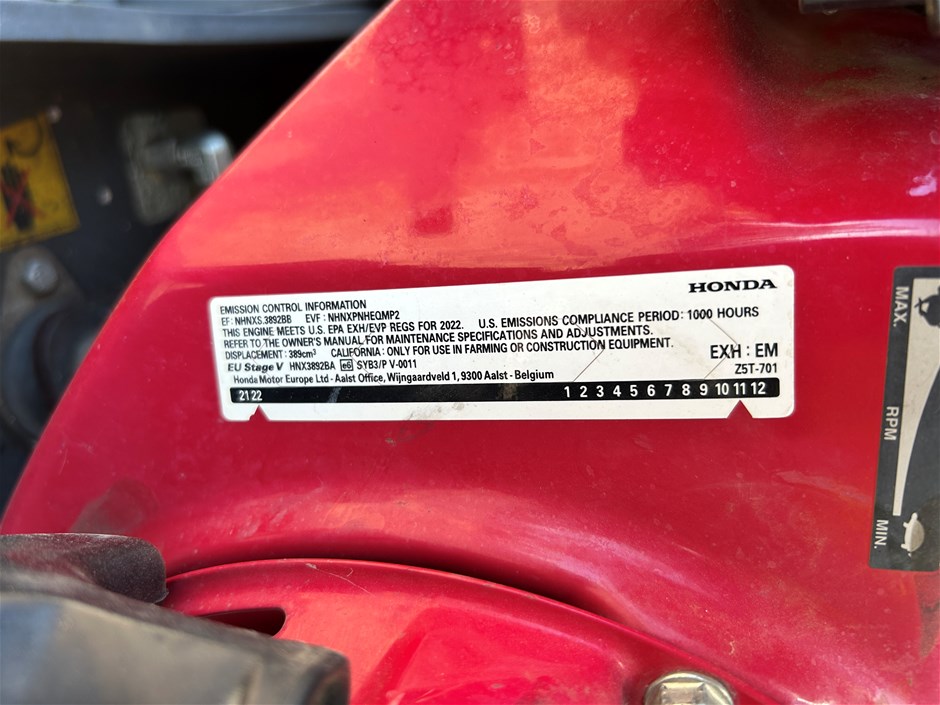 HONDA
EMISSION CONTROL INFORMATION
EF: NHNXS.3892BB EVF: NHNXPNHEQMP2
THIS ENGINE MEETS U.S. EPA EXH/EVP REGS FOR 2022. U.S. EMISSIONS COMPLIANCE PERIOD: 1000 HOURS
REFER TO THE OWNER'S MANUAL FOR MAINTENANCE SPECIFICATIONS AND ADJUSTMENTS.
DISPLACEMENT: 389cm³ CALIFORNIA: ONLY FOR USE IN FARMING OR CONSTRUCTION EQUIPMENT.
EU Stage V HNX3892BA e6 SYB3/P V-0011 EXH : EM
Honda Motor Europe Ltd - Aalst Office, Wijngaardveld 1, 9300 Aalst - Belgium Z5T-701
21 22 1 2 3 4 5 6 7 8 9 10 11 12
MAX.
RPM
MIN.